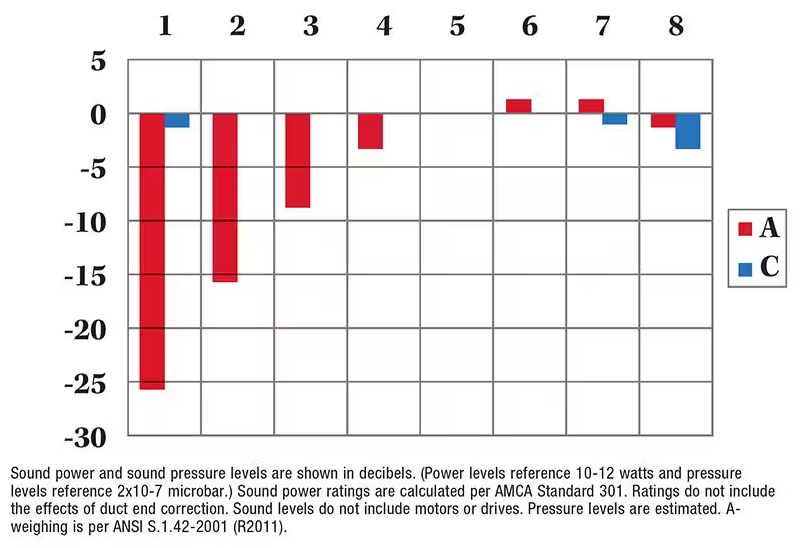 1 2 3 4 5 6 7 8
5
0
-5
-10
-15
-20
-25
-30
A
C
Sound power and sound pressure levels are shown in decibels. (Power levels reference 10-12 watts and pressure
levels reference 2x10-7 microbar.) Sound power ratings are calculated per AMCA Standard 301. Ratings do not include
the effects of duct end correction. Sound levels do not include motors or drives. Pressure levels are estimated. A-
weighing is per ANSI S.1.42-2001 (R2011).